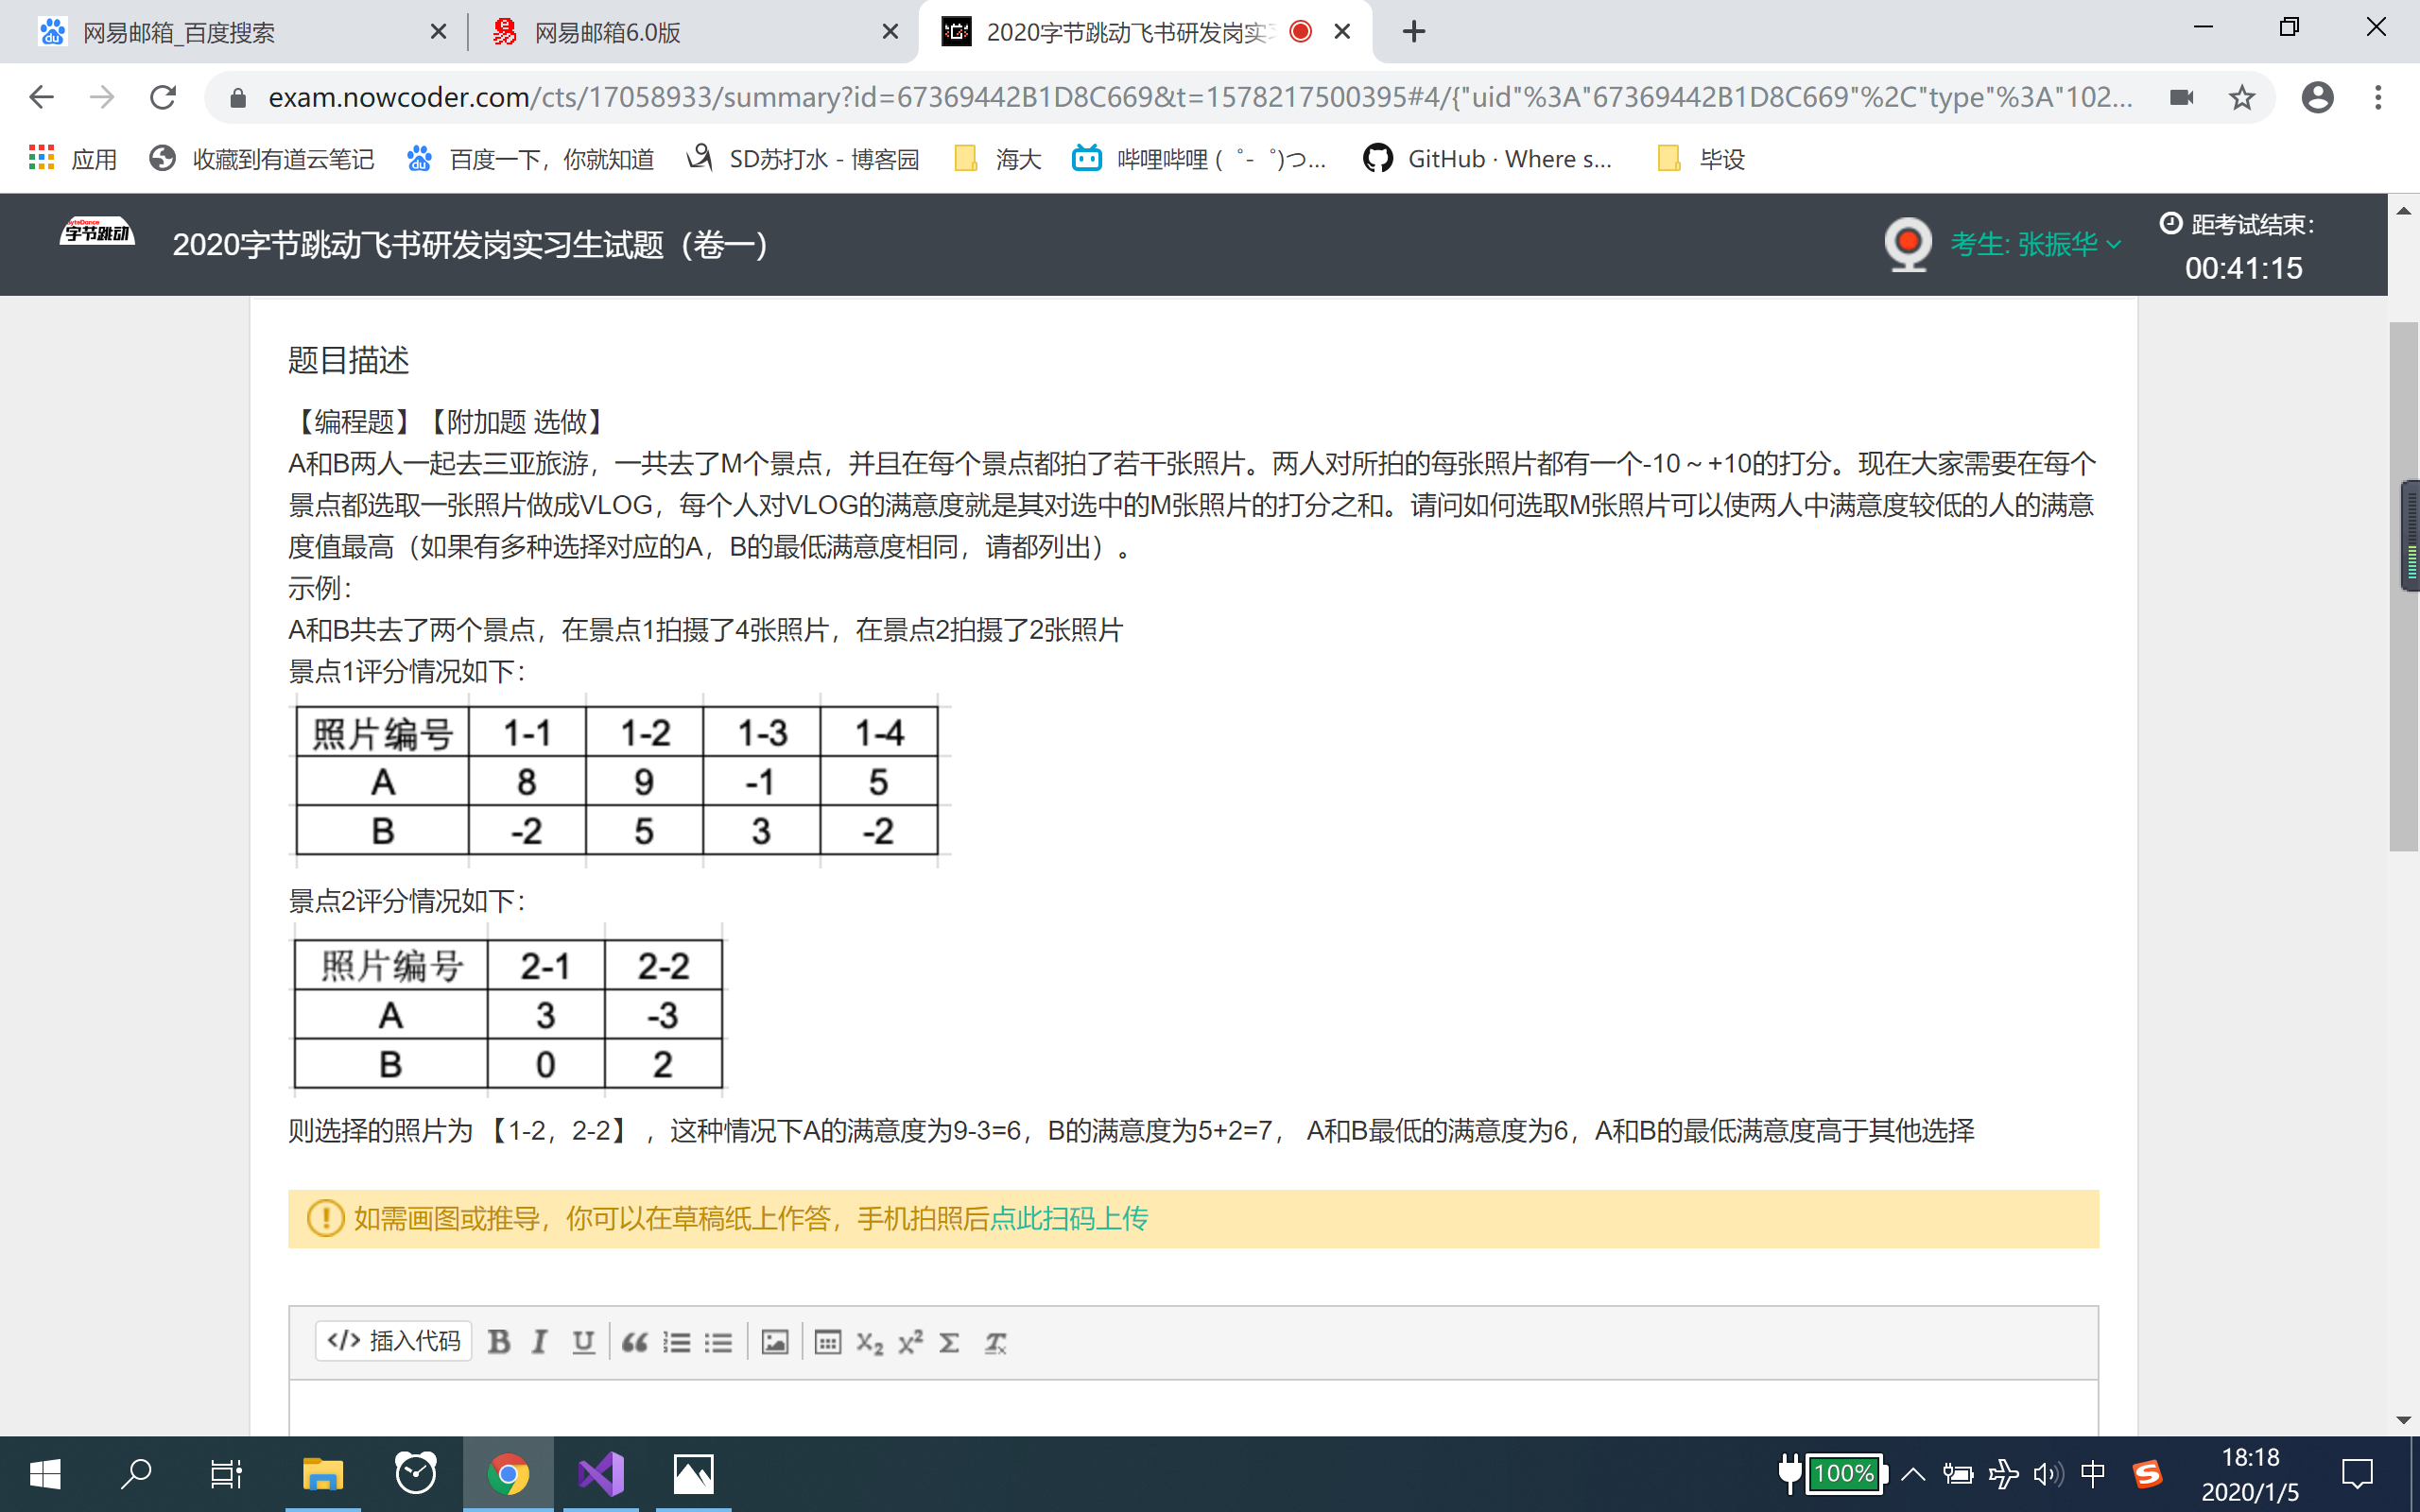 网易邮箱_百度搜索
网易邮箱6.0版
2020字节跳动飞书研发岗实
exam.nowcoder.com/cts/17058933/summary?id=67369442B1D8C669&t=1578217500395#4/{"uid"%3A"67369442B1D8C669"%2C"type"%3A"102...
应用
收藏到有道云笔记
百度一下，你就知道
SD苏打水 - 博客园
海大
哔哩哔哩 (゜-゜)つ...
GitHub · Where s...
毕设
ByteDance
字节跳动
2020字节跳动飞书研发岗实习生试题（卷一）
考生: 张振华
距考试结束：
00:41:15
题目描述
【编程题】【附加题 选做】
A和B两人一起去三亚旅游，一共去了M个景点，并且在每个景点都拍了若干张照片。两人对所拍的每张照片都有一个-10～+10的打分。现在大家需要在每个
景点都选取一张照片做成VLOG，每个人对VLOG的满意度就是其对选中的M张照片的打分之和。请问如何选取M张照片可以使两人中满意度较低的人的满意
度值最高（如果有多种选择对应的A，B的最低满意度相同，请都列出）。
示例：
A和B共去了两个景点，在景点1拍摄了4张照片，在景点2拍摄了2张照片
景点1评分情况如下：
照片编号 1-1 1-2 1-3 1-4
A 8 9 -1 5
B -2 5 3 -2
景点2评分情况如下：
照片编号 2-1 2-2
A 3 -3
B 0 2
则选择的照片为 【1-2，2-2】 ，这种情况下A的满意度为9-3=6，B的满意度为5+2=7， A和B最低的满意度为6，A和B的最低满意度高于其他选择
如需画图或推导，你可以在草稿纸上作答，手机拍照后点此扫码上传
</> 插入代码
100%
中
18:18
2020/1/5